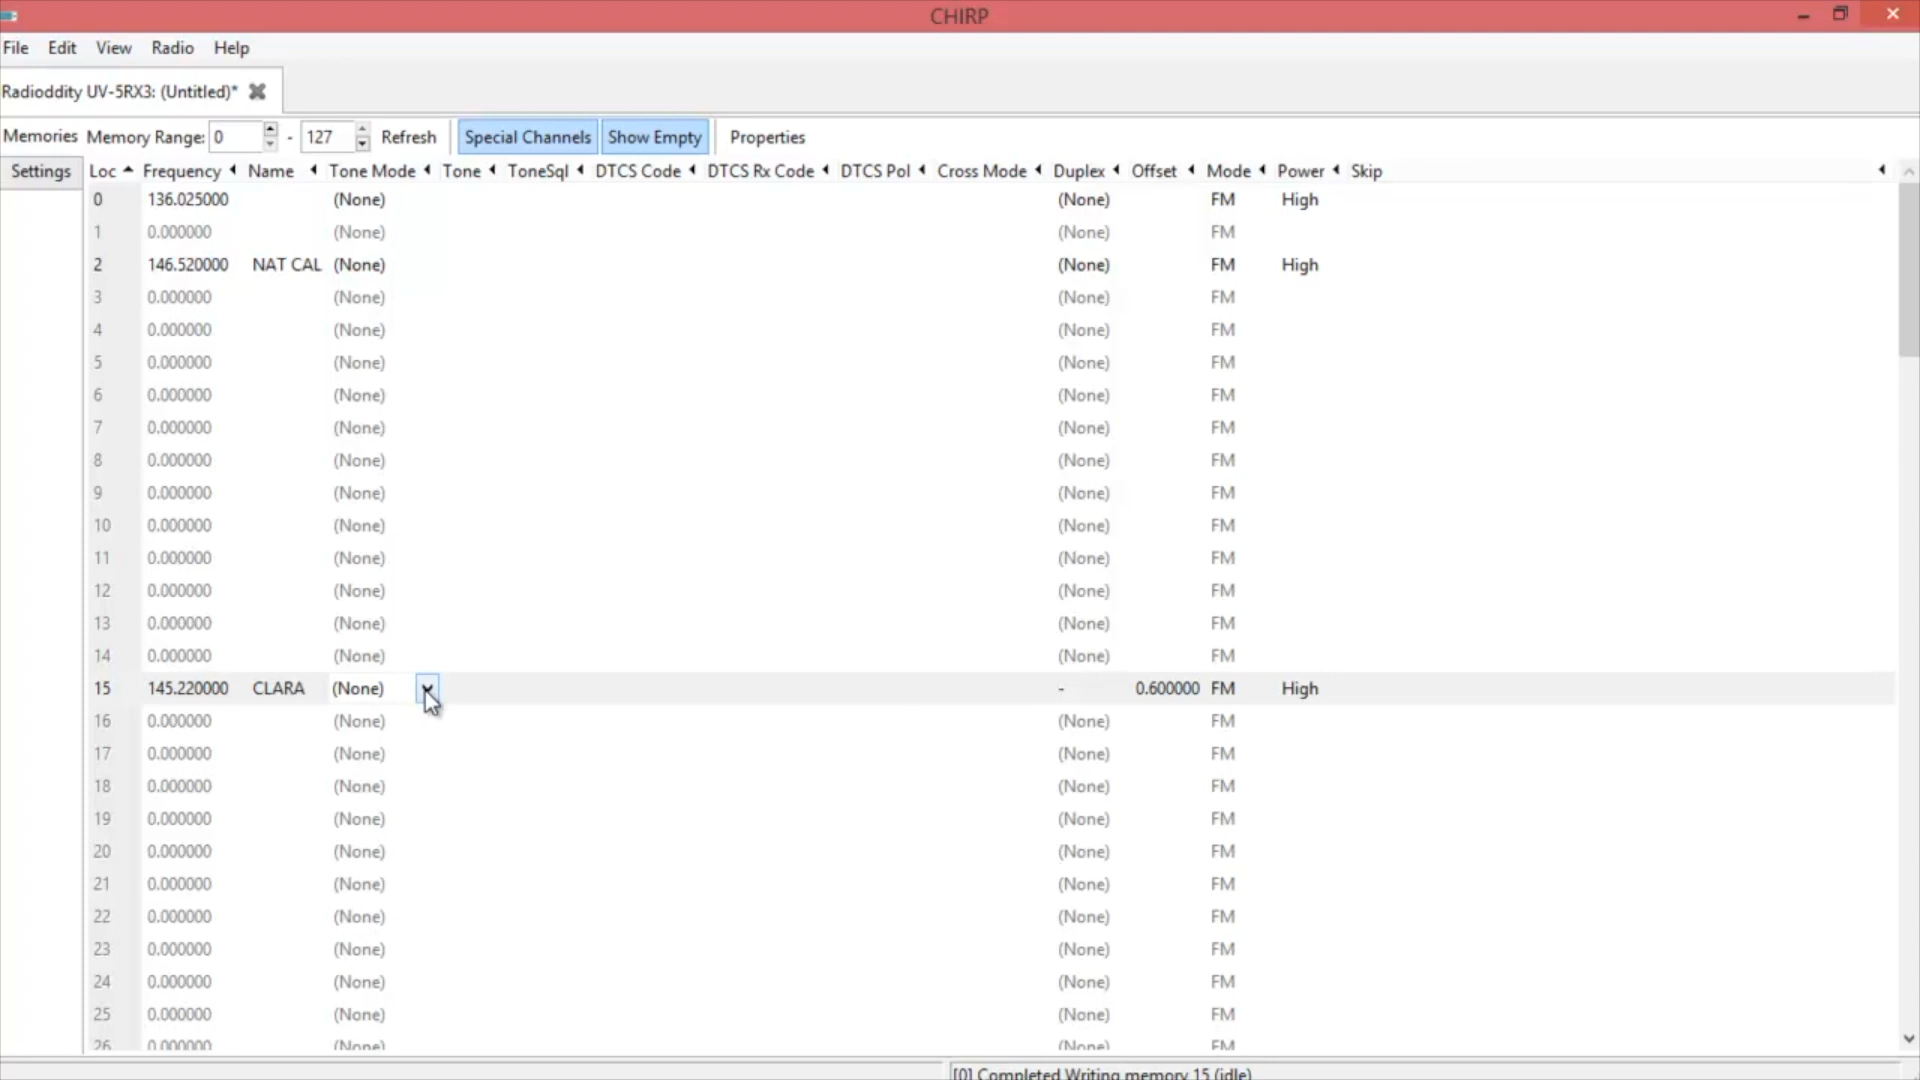 CHIRP
File Edit View Radio Help
Radioddity UV-5RX3: (Untitled)*
Memories Memory Range: 0 - 127 Refresh Special Channels Show Empty Properties
Settings Loc Frequency Name Tone Mode Tone ToneSql DTCS Code DTCS Rx Code DTCS Pol Cross Mode Duplex Offset Mode Power Skip
0 136.025000 (None) (None) FM High
1 0.000000 (None) (None) FM
2 146.520000 NAT CAL (None) (None) FM High
3 0.000000 (None) (None) FM
4 0.000000 (None) (None) FM
5 0.000000 (None) (None) FM
6 0.000000 (None) (None) FM
7 0.000000 (None) (None) FM
8 0.000000 (None) (None) FM
9 0.000000 (None) (None) FM
10 0.000000 (None) (None) FM
11 0.000000 (None) (None) FM
12 0.000000 (None) (None) FM
13 0.000000 (None) (None) FM
14 0.000000 (None) (None) FM
15 145.220000 CLARA (None) - 0.600000 FM High
16 0.000000 (None) (None) FM
17 0.000000 (None) (None) FM
18 0.000000 (None) (None) FM
19 0.000000 (None) (None) FM
20 0.000000 (None) (None) FM
21 0.000000 (None) (None) FM
22 0.000000 (None) (None) FM
23 0.000000 (None) (None) FM
24 0.000000 (None) (None) FM
25 0.000000 (None) (None) FM
26 0.000000 (None) (None) FM
[0] Completed Writing memory 15 (idle)